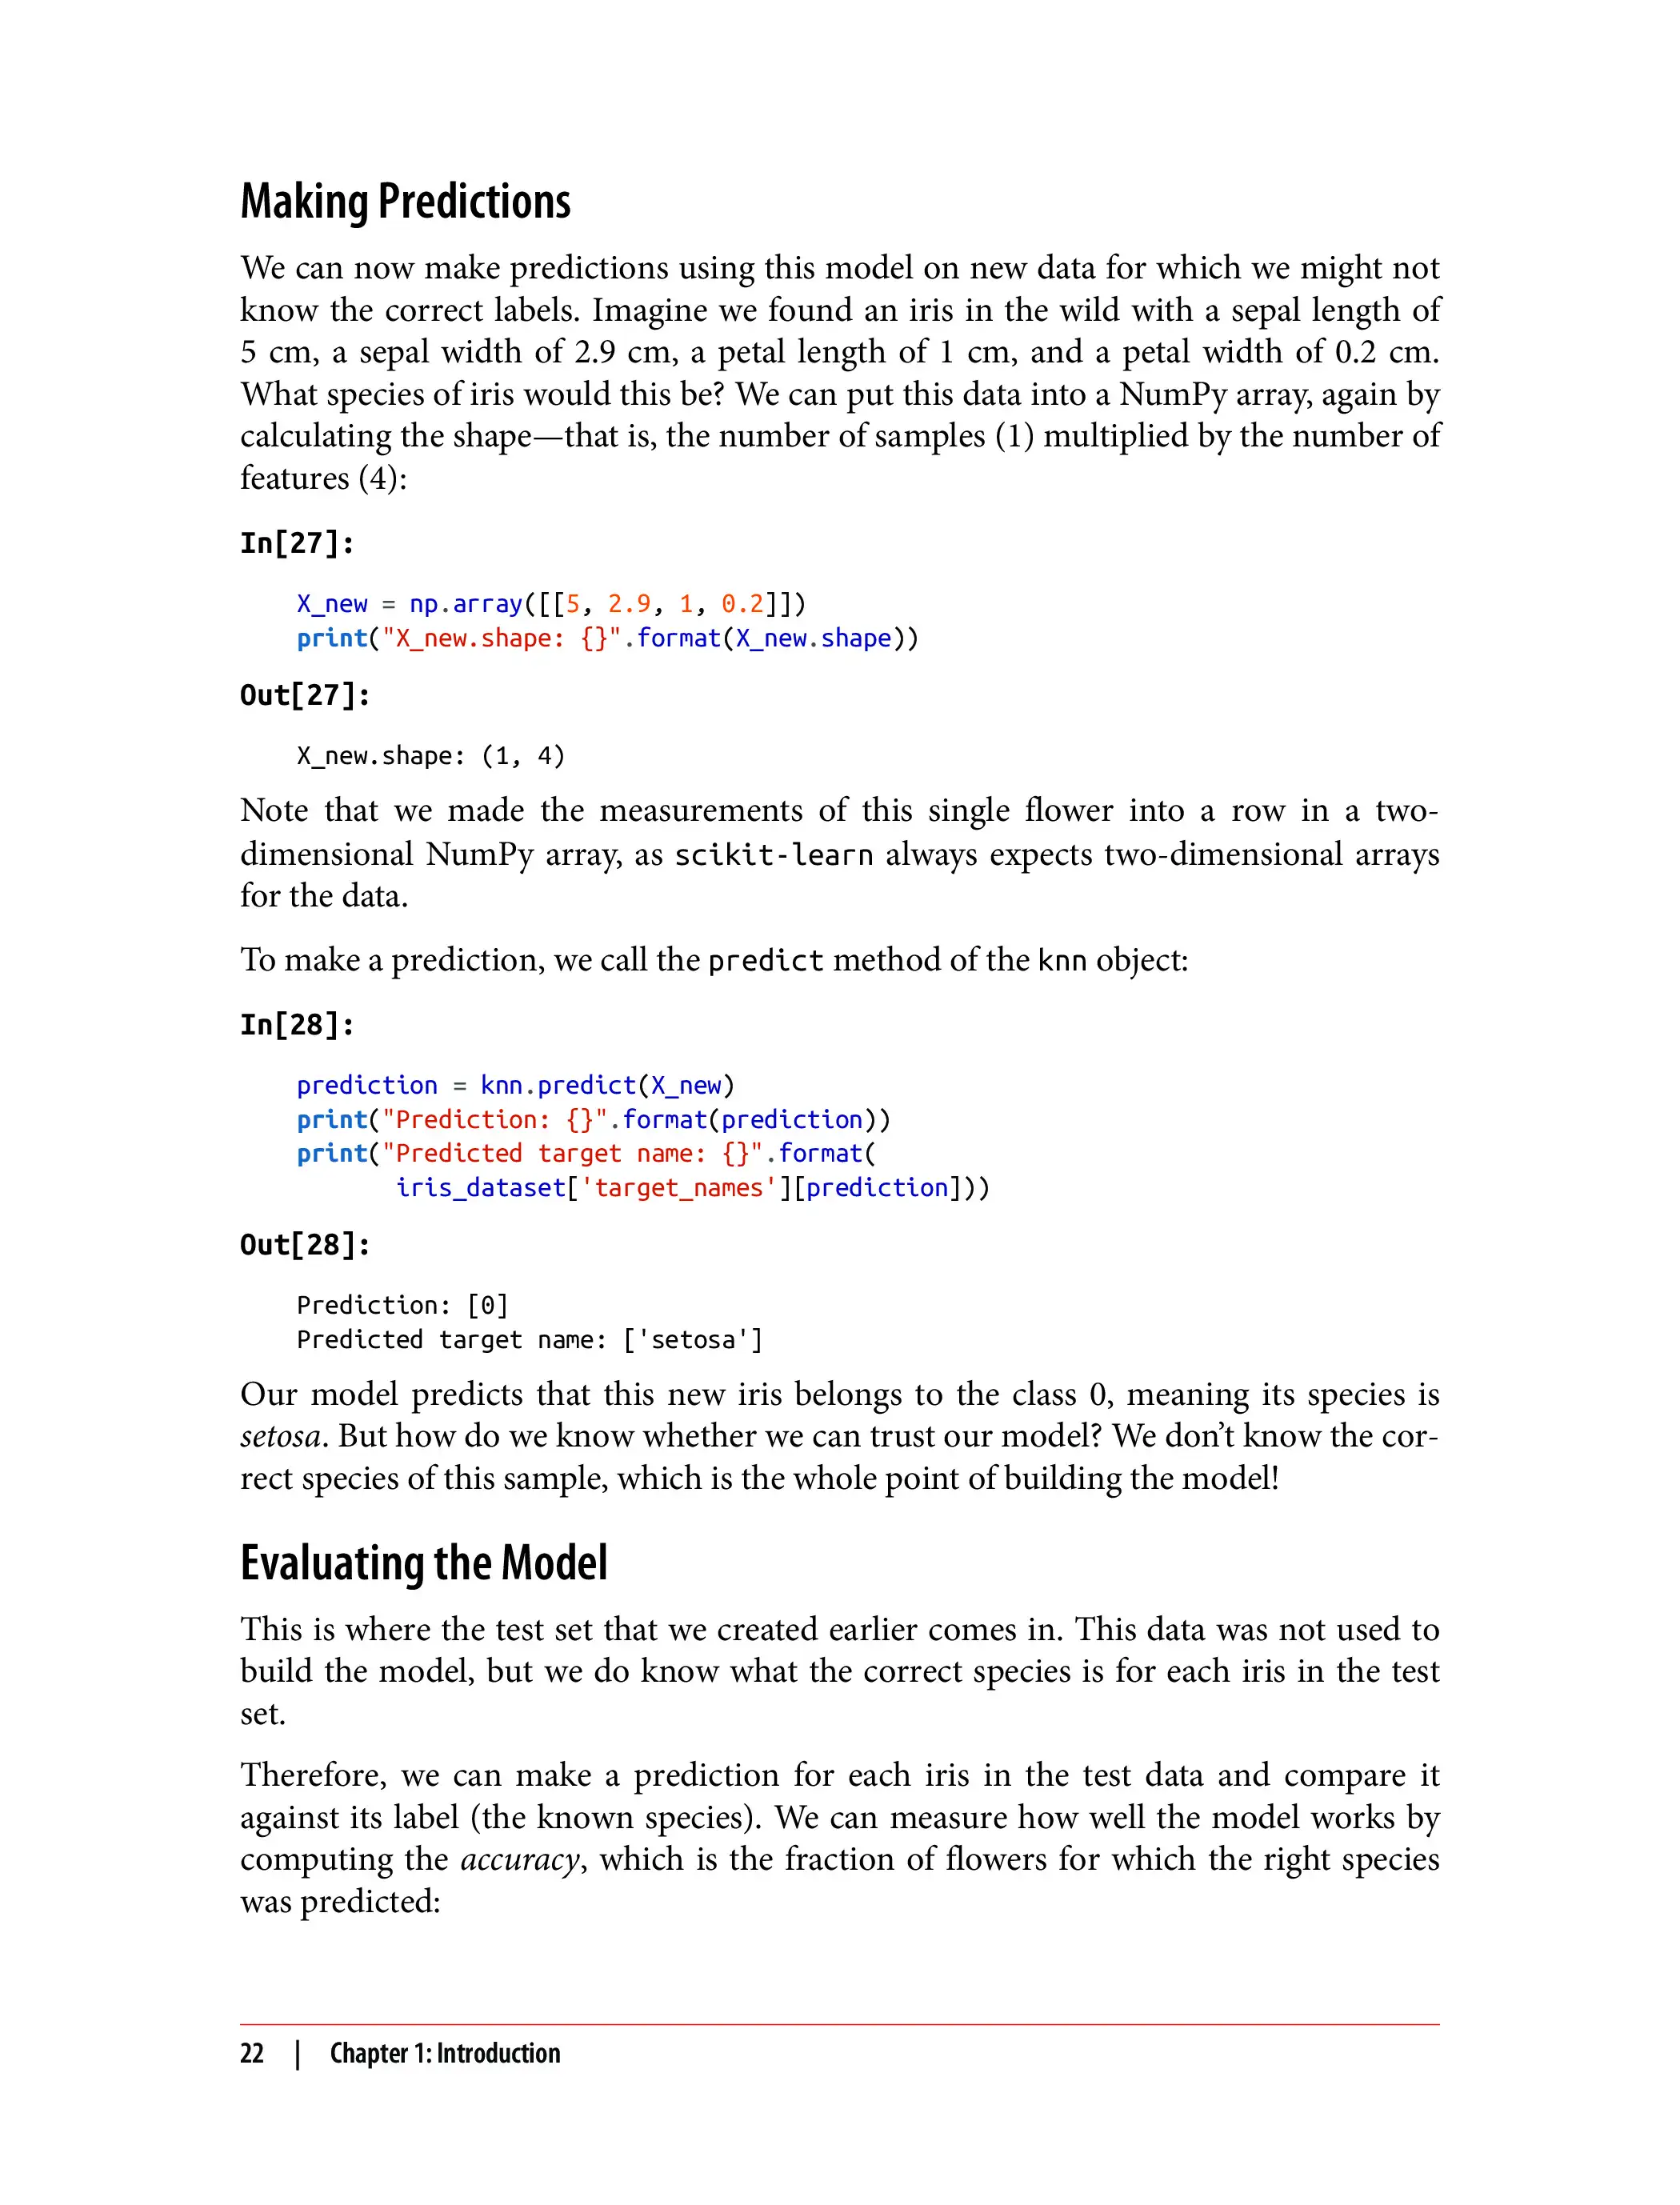 Making Predictions
We can now make predictions using this model on new data for which we might not
know the correct labels. Imagine we found an iris in the wild with a sepal length of
5 cm, a sepal width of 2.9 cm, a petal length of 1 cm, and a petal width of 0.2 cm.
What species of iris would this be? We can put this data into a NumPy array, again by
calculating the shape—that is, the number of samples (1) multiplied by the number of
features (4):
In[27]:
X_new = np.array([[5, 2.9, 1, 0.2]])
print("X_new.shape: {}".format(X_new.shape))
Out[27]:
X_new.shape: (1, 4)
Note that we made the measurements of this single flower into a row in a two-
dimensional NumPy array, as scikit-learn always expects two-dimensional arrays
for the data.
To make a prediction, we call the predict method of the knn object:
In[28]:
prediction = knn.predict(X_new)
print("Prediction: {}".format(prediction))
print("Predicted target name: {}".format(
iris_dataset['target_names'][prediction]))
Out[28]:
Prediction: [0]
Predicted target name: ['setosa']
Our model predicts that this new iris belongs to the class 0, meaning its species is
setosa. But how do we know whether we can trust our model? We don’t know the cor-
rect species of this sample, which is the whole point of building the model!
Evaluating the Model
This is where the test set that we created earlier comes in. This data was not used to
build the model, but we do know what the correct species is for each iris in the test
set.
Therefore, we can make a prediction for each iris in the test data and compare it
against its label (the known species). We can measure how well the model works by
computing the accuracy, which is the fraction of flowers for which the right species
was predicted:
22 | Chapter 1: Introduction